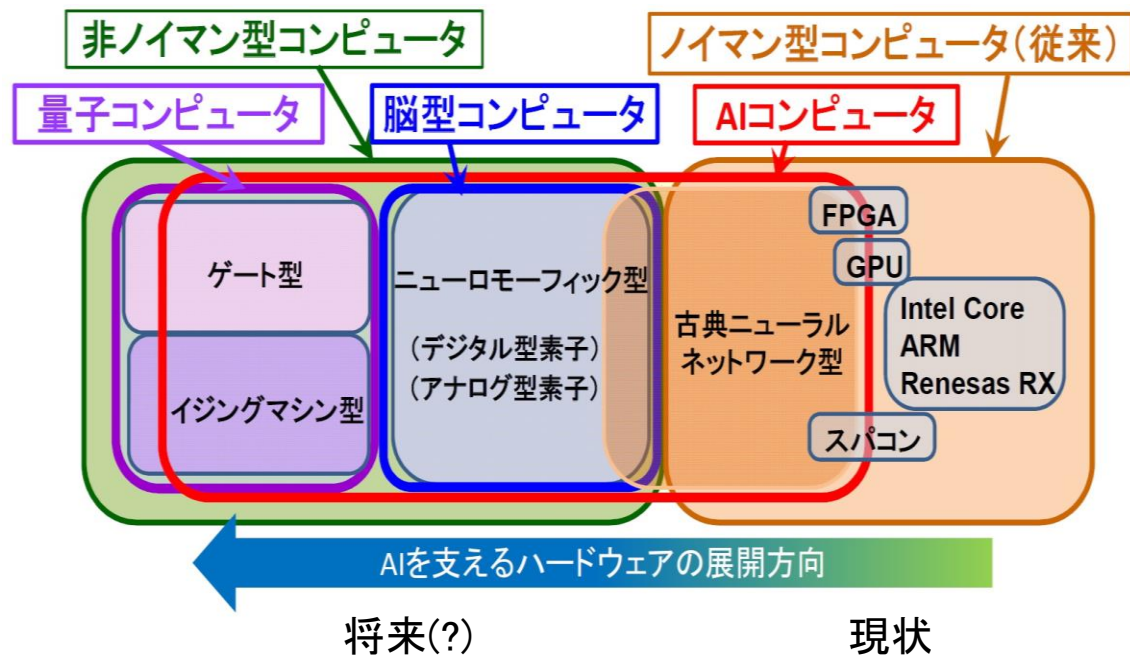 非ノイマン型コンピュータ
ノイマン型コンピュータ(従来)
量子コンピュータ
脳型コンピュータ
AIコンピュータ
ゲート型
イジングマシン型
ニューロモーフィック型
(デジタル型素子)
(アナログ型素子)
古典ニューラル
ネットワーク型
FPGA
GPU
Intel Core
ARM
Renesas RX
スパコン
AIを支えるハードウェアの展開方向
将来(?)
現状